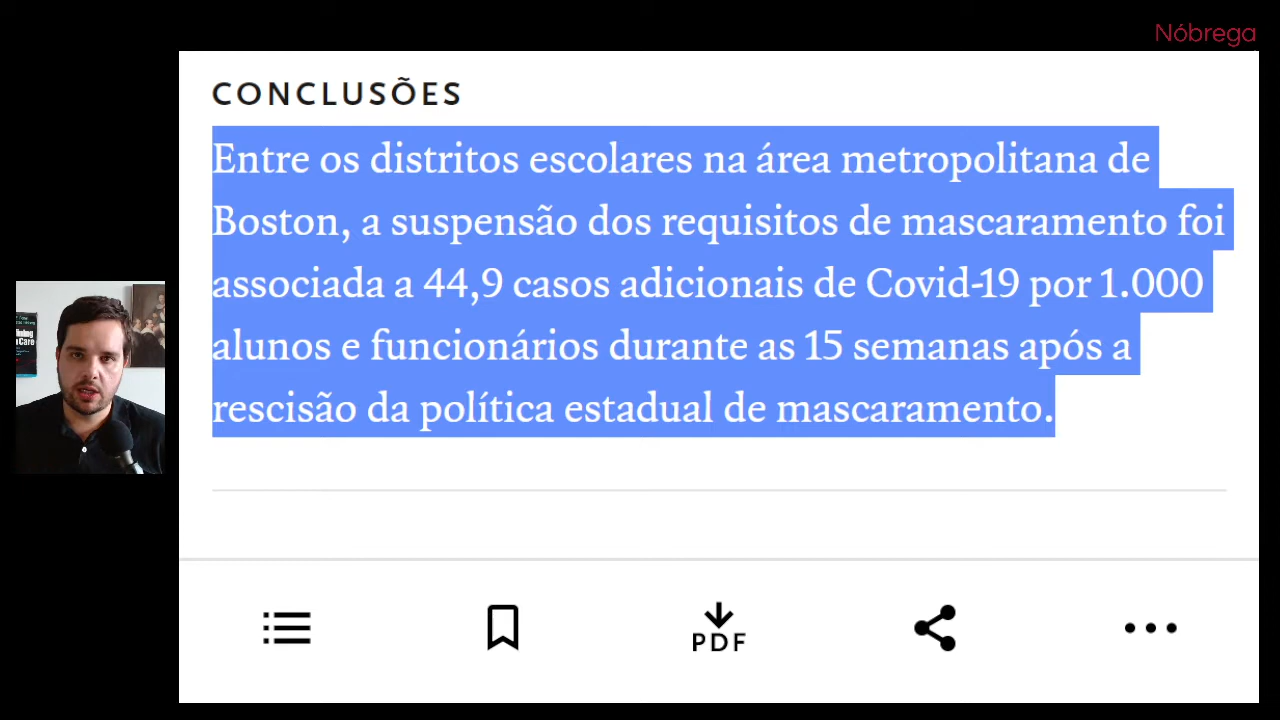 Nóbrega
CONCLUSÕES
Entre os distritos escolares na área metropolitana de
Boston, a suspensão dos requisitos de mascaramento foi
associada a 44,9 casos adicionais de Covid-19 por 1.000
alunos e funcionários durante as 15 semanas após a
rescisão da política estadual de mascaramento.
PDF